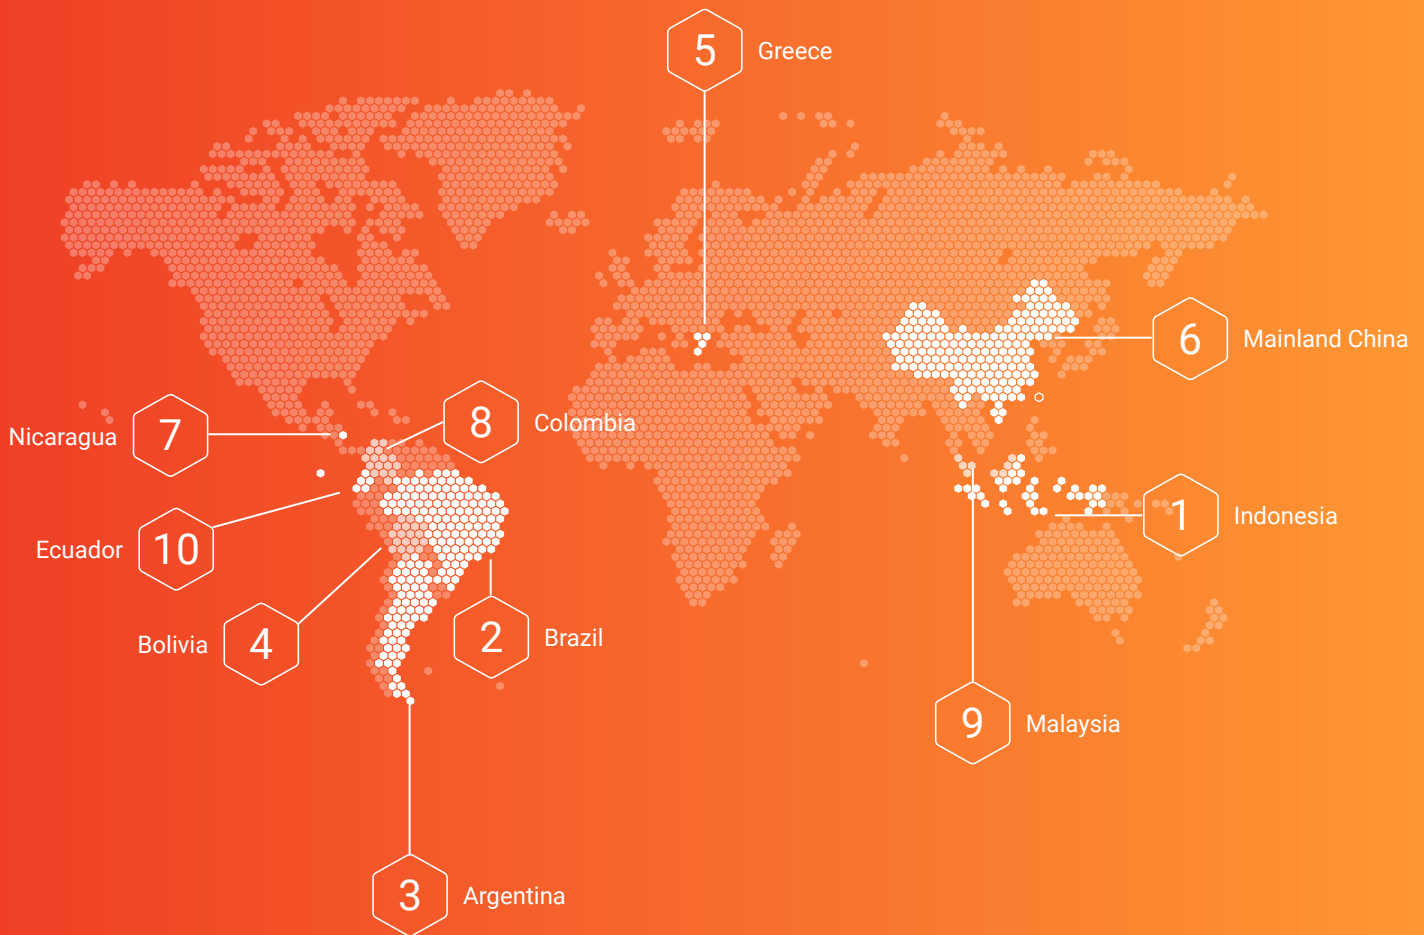 5 Greece
6 Mainland China
8 Colombia
Nicaragua 7
1 Indonesia
Ecuador 10
2 Brazil
Bolivia 4
9 Malaysia
3 Argentina